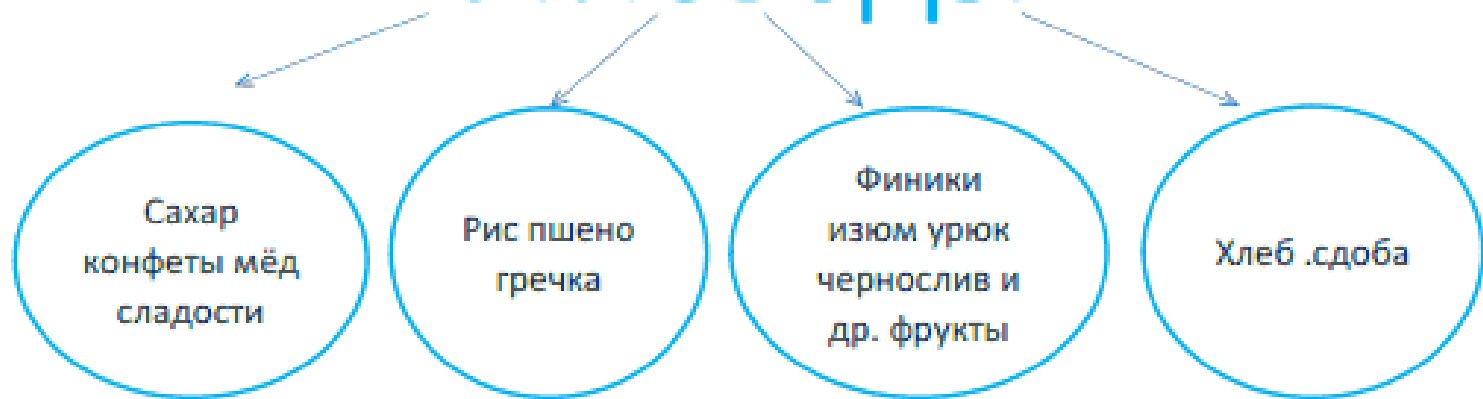 Сахар
конфеты мёд
сладости
Рис пшено
гречка
Финики
изюм урюк
чернослив и
др. фрукты
Хлеб .сдоба